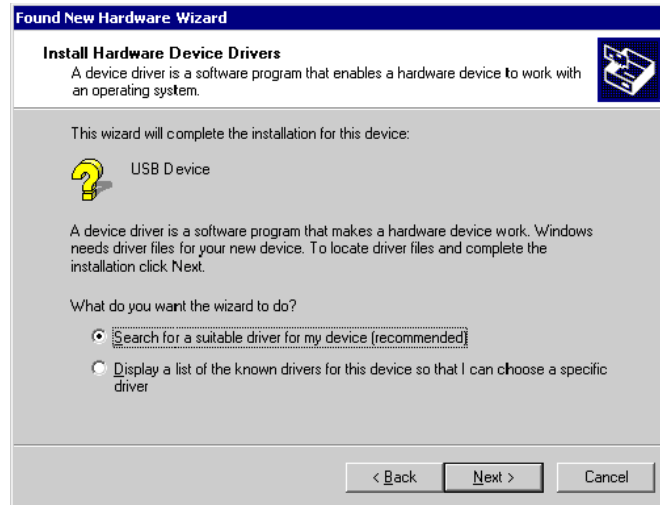 Found New Hardware Wizard
Install Hardware Device Drivers
A device driver is a software program that enables a hardware device to work with
an operating system.
This wizard will complete the installation for this device:
USB Device
A device driver is a software program that makes a hardware device work. Windows
needs driver files for your new device. To locate driver files and complete the
installation click Next.
What do you want the wizard to do?
Search for a suitable driver for my device (recommended)
Display a list of the known drivers for this device so that I can choose a specific
driver
< Back Next > Cancel